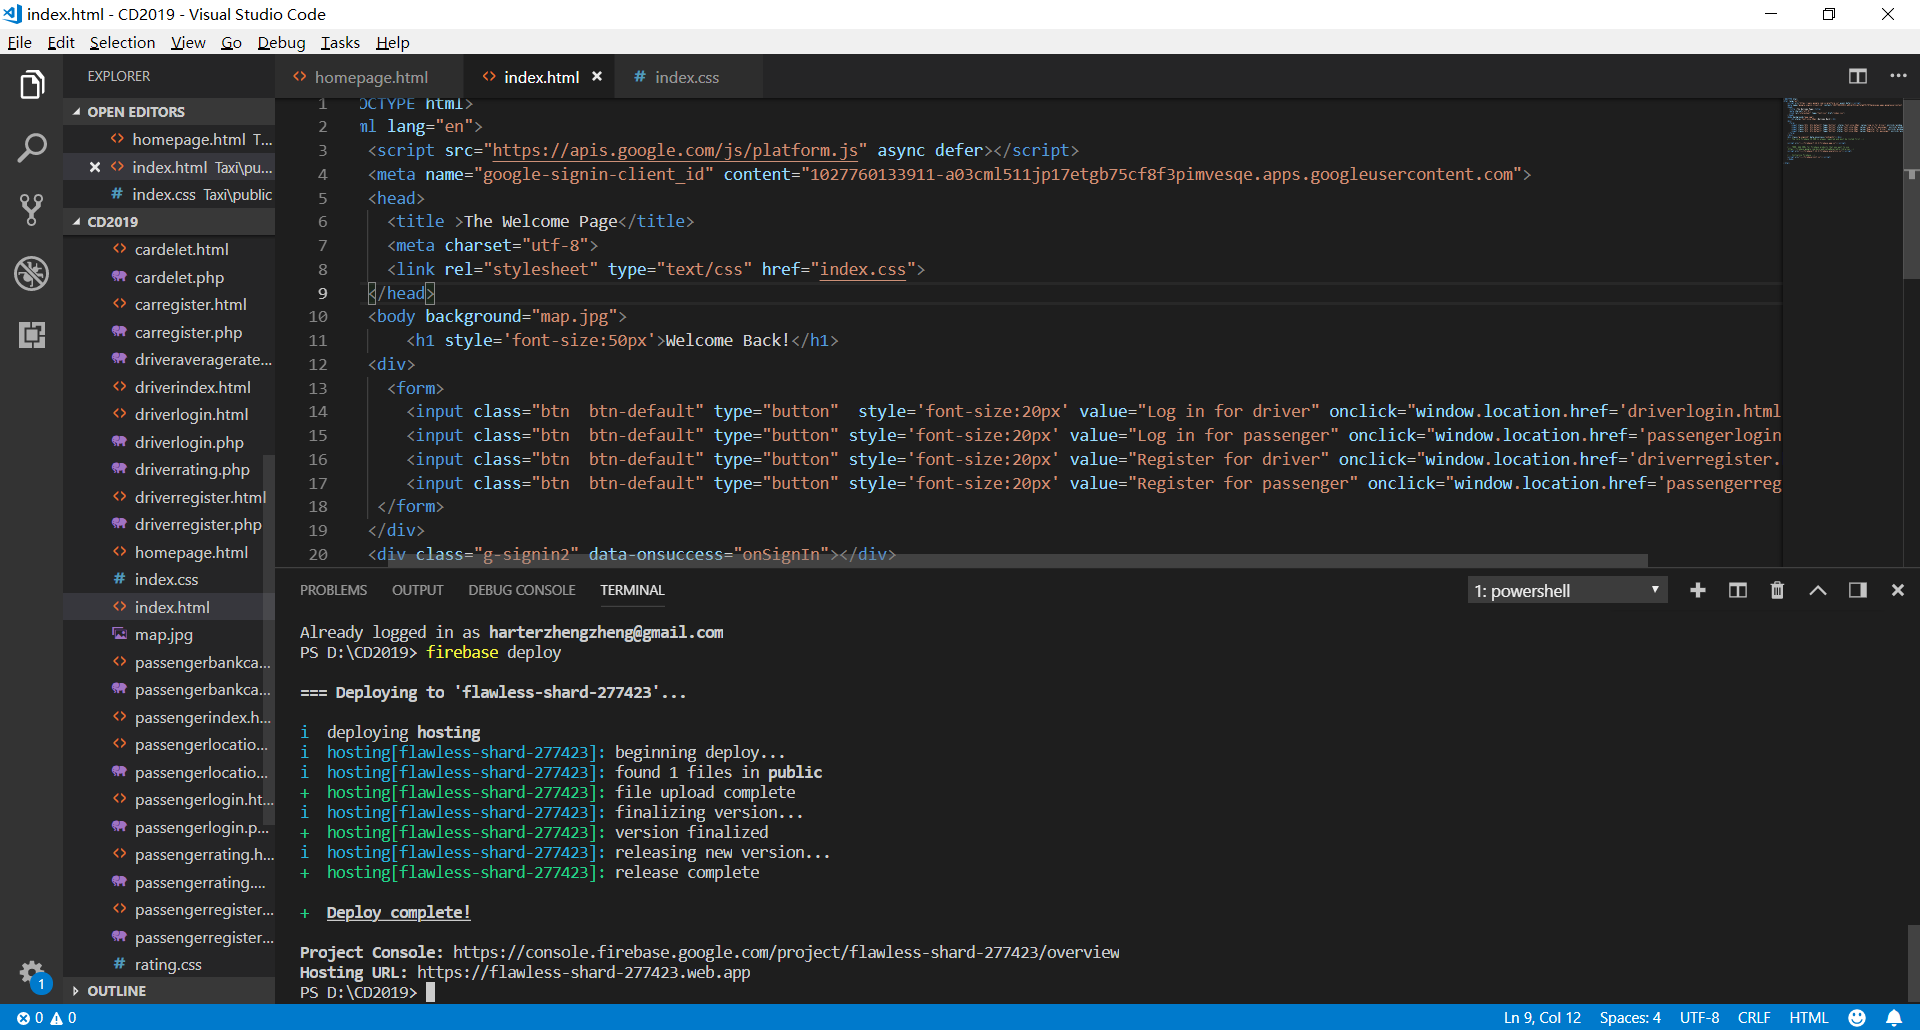 index.html - CD2019 - Visual Studio Code
File Edit Selection View Go Debug Tasks Help
EXPLORER
OPEN EDITORS
homepage.html T...
index.html Taxi\pu...
index.css Taxi\public
CD2019
cardelet.html
cardelet.php
carregister.html
carregister.php
driveraveragerate...
driverindex.html
driverlogin.html
driverlogin.php
driverrating.php
driverregister.html
driverregister.php
homepage.html
index.css
index.html
map.jpg
passengerbankca...
passengerbankca...
passengerindex.h...
passengerlocatio...
passengerlocatio...
passengerlogin.ht...
passengerlogin.p...
passengerrating.h...
passengerrating....
passengerregister...
passengerregister...
rating.css
OUTLINE
homepage.html index.html index.css
1 OCTYPE html>
2 ml lang="en">
3 <script src="https://apis.google.com/js/platform.js" async defer></script>
4 <meta name="google-signin-client_id" content="1027760133911-a03cml511jp17etgb75cf8f3pimvesqe.apps.googleusercontent.com">
5 <head>
6 <title >The Welcome Page</title>
7 <meta charset="utf-8">
8 <link rel="stylesheet" type="text/css" href="index.css">
9 </head>
10 <body background="map.jpg">
11 <h1 style='font-size:50px'>Welcome Back!</h1>
12 <div>
13 <form>
14 <input class="btn  btn-default" type="button"  style='font-size:20px' value="Log in for driver" onclick="window.location.href='driverlogin.html
15 <input class="btn  btn-default" type="button" style='font-size:20px' value="Log in for passenger" onclick="window.location.href='passengerlogin
16 <input class="btn  btn-default" type="button" style='font-size:20px' value="Register for driver" onclick="window.location.href='driverregister.
17 <input class="btn  btn-default" type="button" style='font-size:20px' value="Register for passenger" onclick="window.location.href='passengerreg
18 </form>
19 </div>
20 <div class="g-signin2" data-onsuccess="onSignIn"></div>
PROBLEMS OUTPUT DEBUG CONSOLE TERMINAL
1: powershell
Already logged in as harterzhengzheng@gmail.com
PS D:\CD2019> firebase deploy
=== Deploying to 'flawless-shard-277423'...
i  deploying hosting
i  hosting[flawless-shard-277423]: beginning deploy...
i  hosting[flawless-shard-277423]: found 1 files in public
+  hosting[flawless-shard-277423]: file upload complete
i  hosting[flawless-shard-277423]: finalizing version...
+  hosting[flawless-shard-277423]: version finalized
i  hosting[flawless-shard-277423]: releasing new version...
+  hosting[flawless-shard-277423]: release complete
+  Deploy complete!
Project Console: https://console.firebase.google.com/project/flawless-shard-277423/overview
Hosting URL: https://flawless-shard-277423.web.app
PS D:\CD2019>
1
0 0
Ln 9, Col 12 Spaces: 4 UTF-8 CRLF HTML